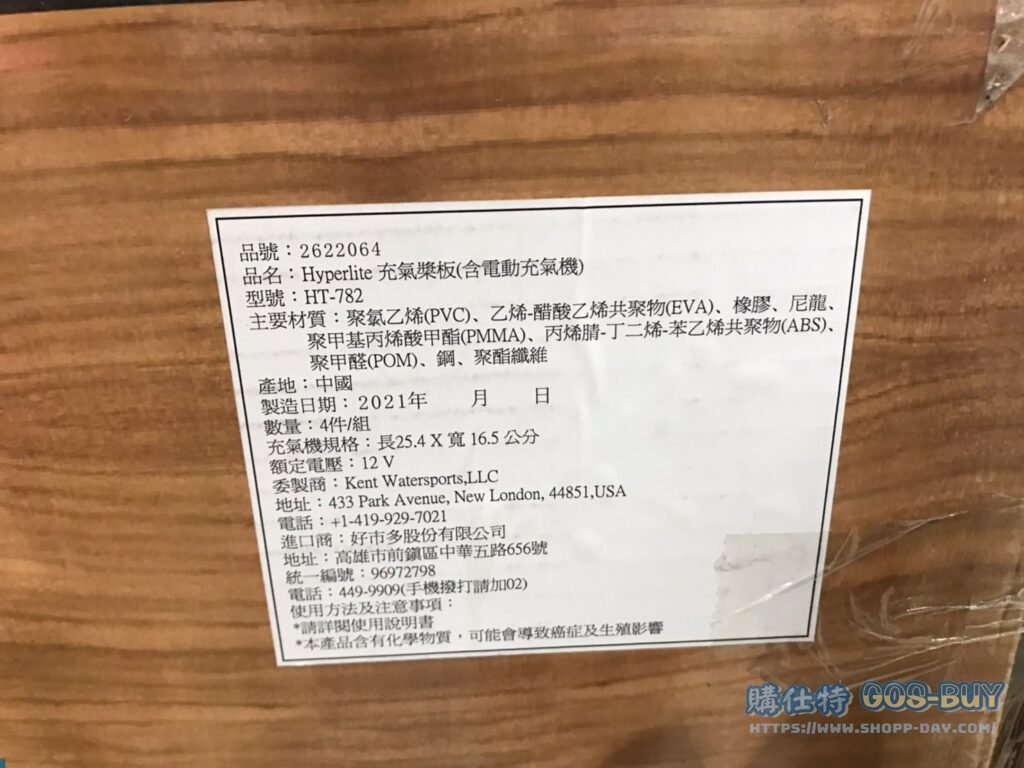 品號：2622064
品名：Hyperlite 充氣槳板(含電動充氣機)
型號：HT-782
主要材質：聚氯乙烯(PVC)、乙烯-醋酸乙烯共聚物(EVA)、橡膠、尼龍、
聚甲基丙烯酸甲酯(PMMA)、丙烯腈-丁二烯-苯乙烯共聚物(ABS)、
聚甲醛(POM)、鋼、聚酯纖維
產地：中國
製造日期：2021年 月 日
數量：4件/組
充氣機規格：長25.4 X 寬 16.5 公分
額定電壓：12 V
委製商：Kent Watersports,LLC
地址：433 Park Avenue, New London, 44851,USA
電話：+1-419-929-7021
進口商：好市多股份有限公司
地址：高雄市前鎮區中華五路656號
統一編號：96972798
電話：449-9909(手機撥打請加02)
使用方法及注意事項：
*請詳閱使用說明書
*本產品含有化學物質，可能會導致癌症及生殖影響
購仕特 GOS-BUY
HTTPS://WWW.SHOPP-DAY.COM/